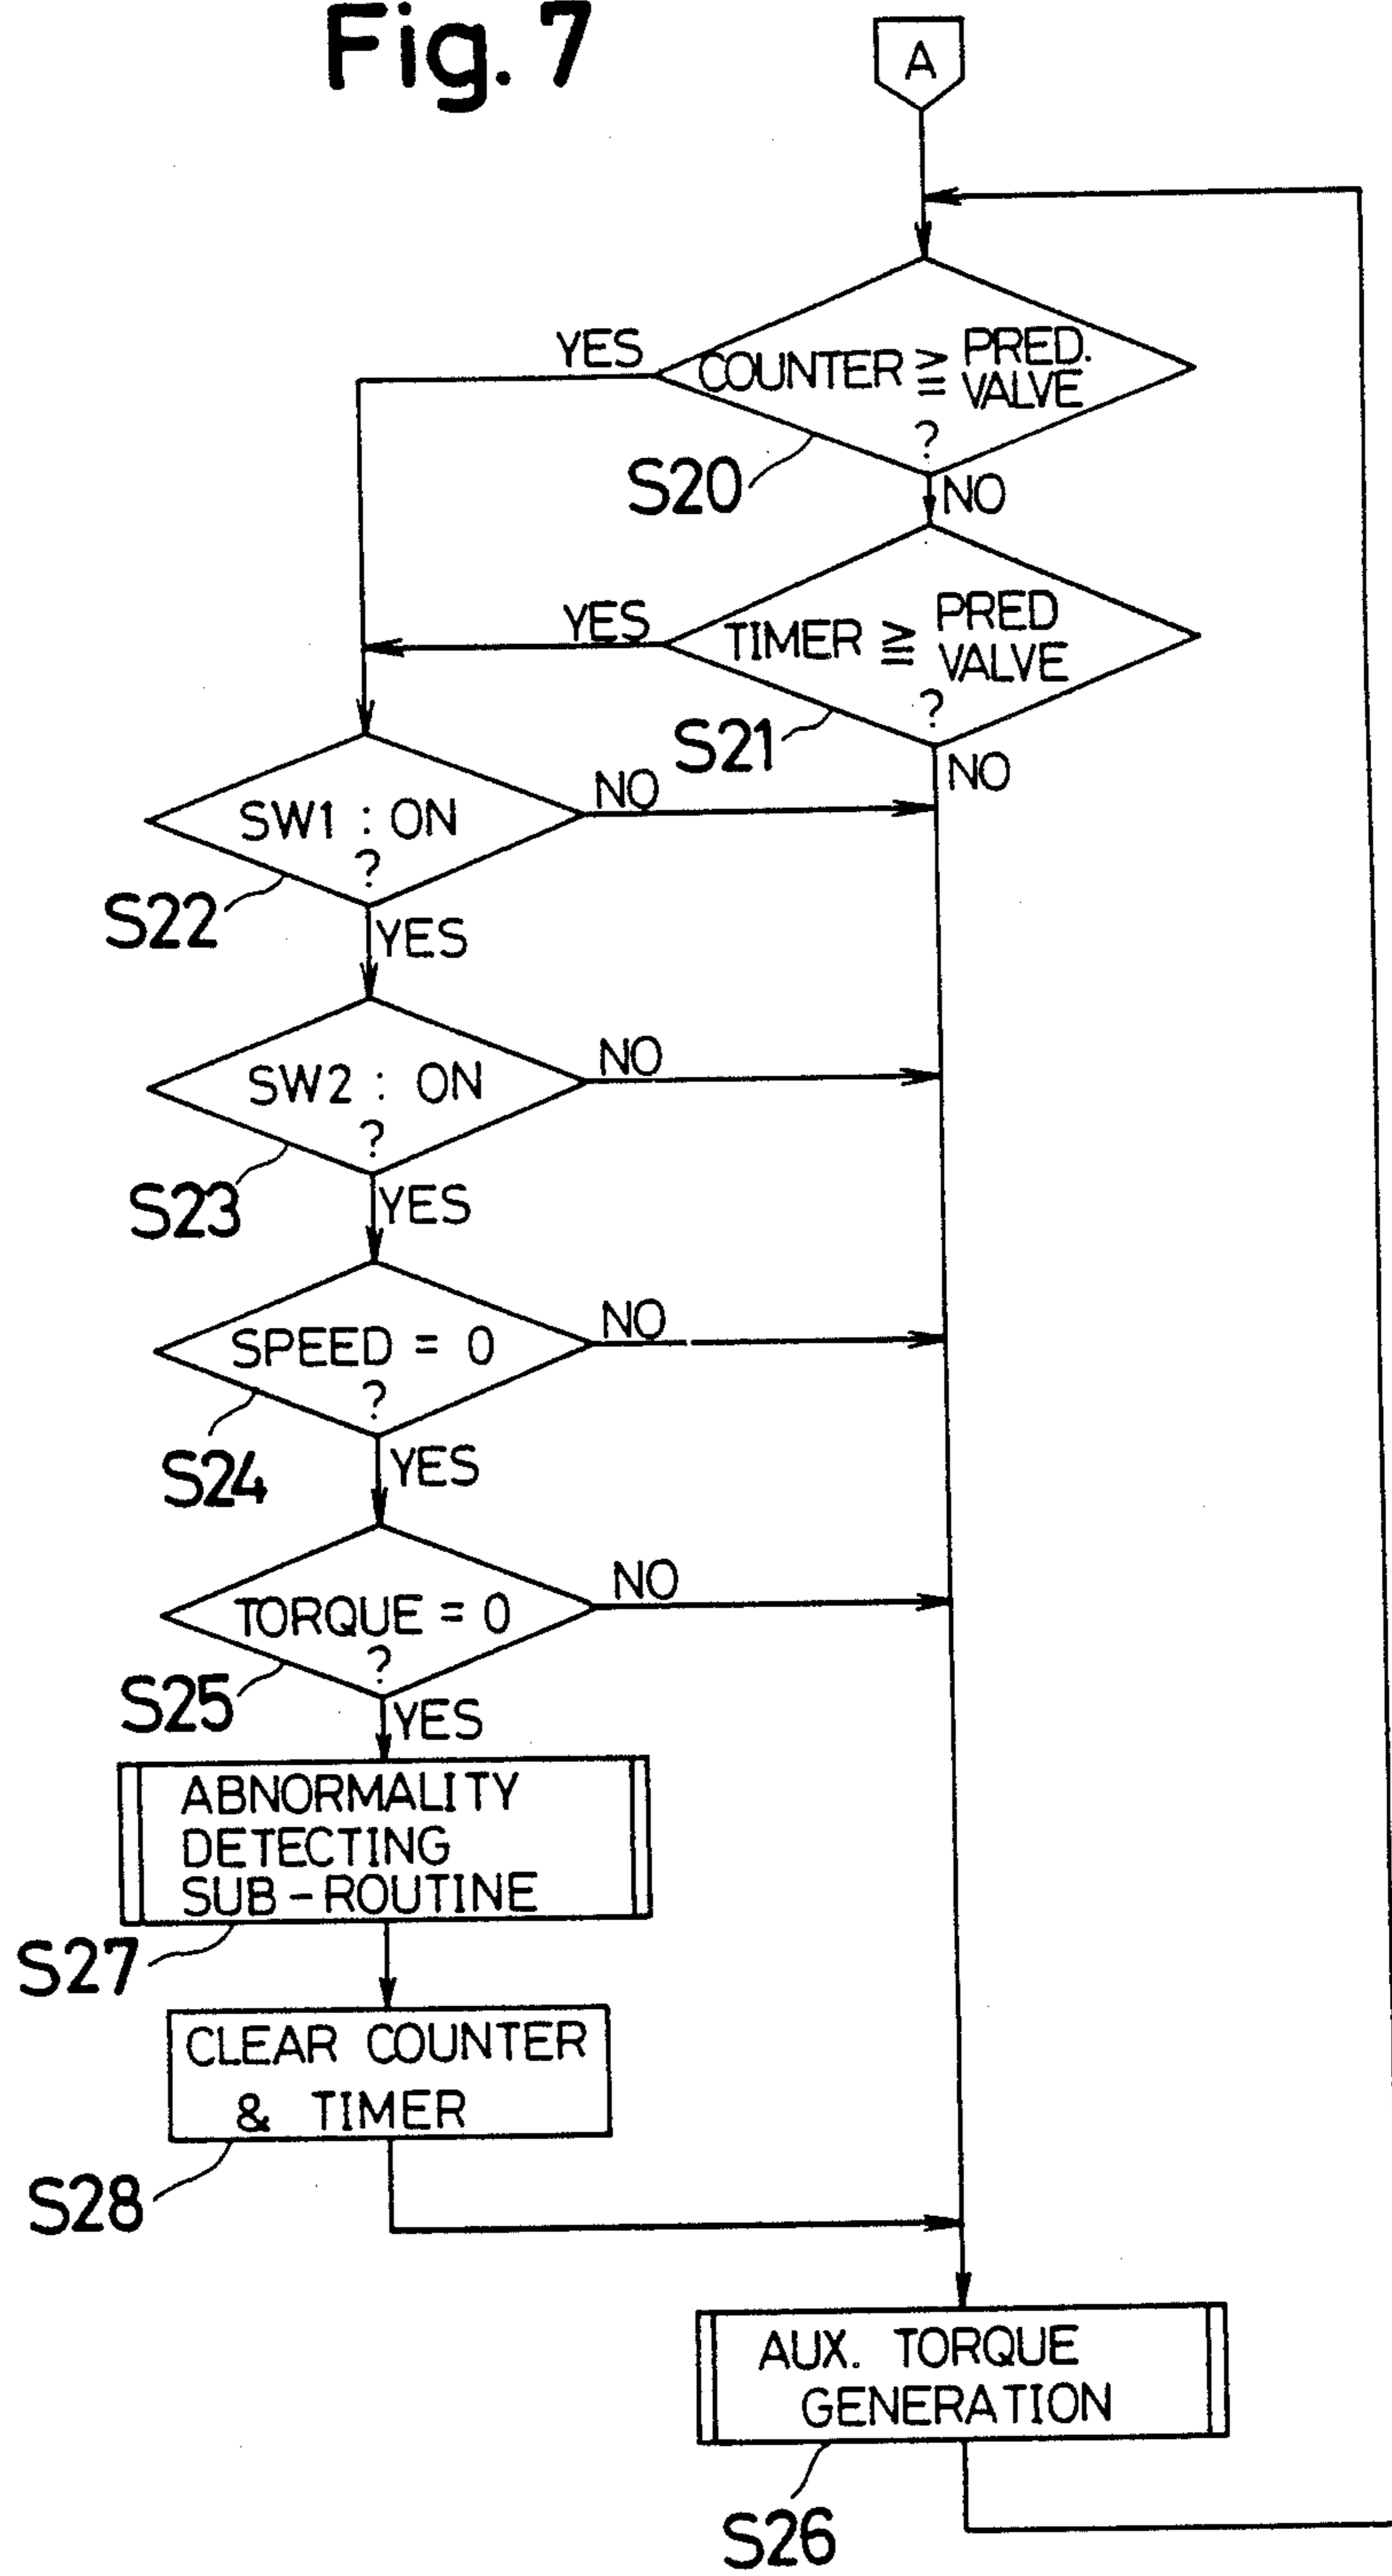 Fig. 7
A
YES
COUNTER ≧ PRED.
VALVE
?
S20
NO
YES
TIMER ≧ PRED
VALVE
?
S21
NO
SW1 : ON
?
NO
S22
YES
SW2 : ON
?
NO
S23
YES
SPEED = 0
?
NO
S24
YES
TORQUE = 0
?
NO
S25
YES
ABNORMALITY
DETECTING
SUB-ROUTINE
S27
CLEAR COUNTER
& TIMER
S28
AUX. TORQUE
GENERATION
S26